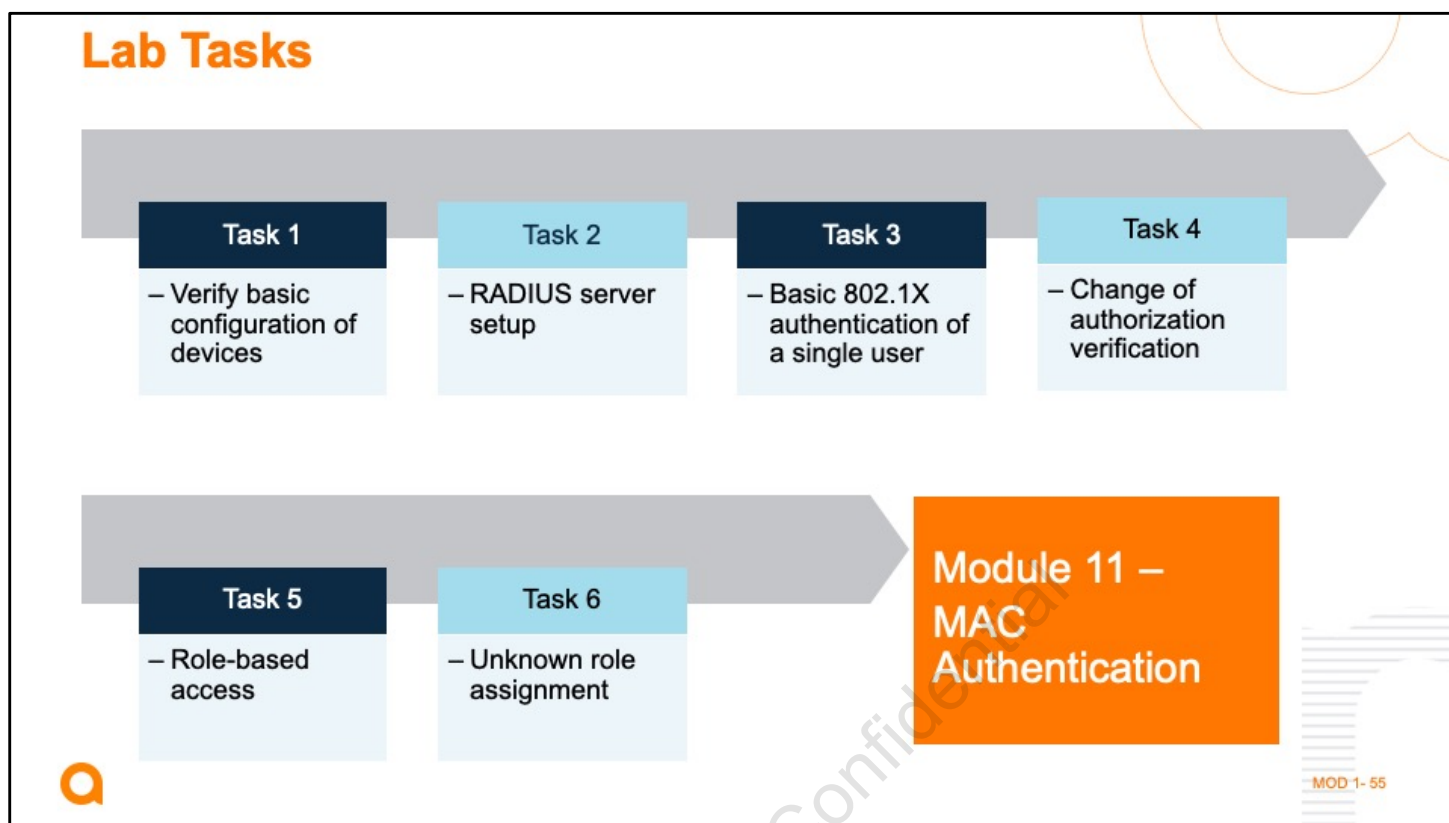 Lab Tasks
Task 1
– Verify basic
configuration of
devices
Task 2
– RADIUS server
setup
Task 3
– Basic 802.1X
authentication of
a single user
Task 4
– Change of
authorization
verification
Task 5
– Role-based
access
Task 6
– Unknown role
assignment
Module 11 –
MAC
Authentication
Confidential
MOD 1- 55